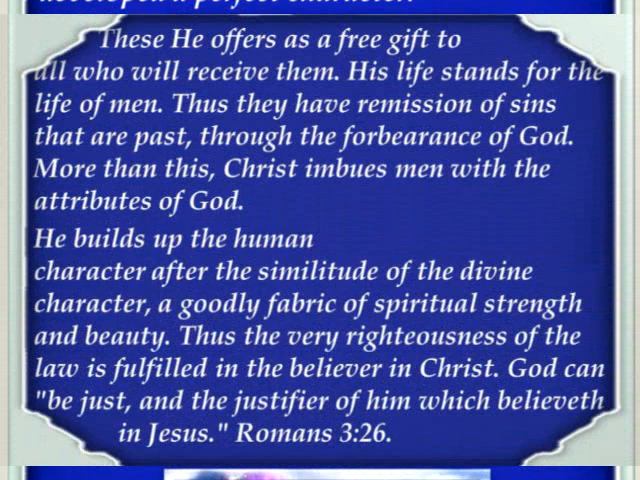 developed a perfect character.
These He offers as a free gift to
all who will receive them. His life stands for the
life of men. Thus they have remission of sins
that are past, through the forbearance of God.
More than this, Christ imbues men with the
attributes of God.
He builds up the human
character after the similitude of the divine
character, a goodly fabric of spiritual strength
and beauty. Thus the very righteousness of the
law is fulfilled in the believer in Christ. God can
"be just, and the justifier of him which believeth
in Jesus." Romans 3:26.